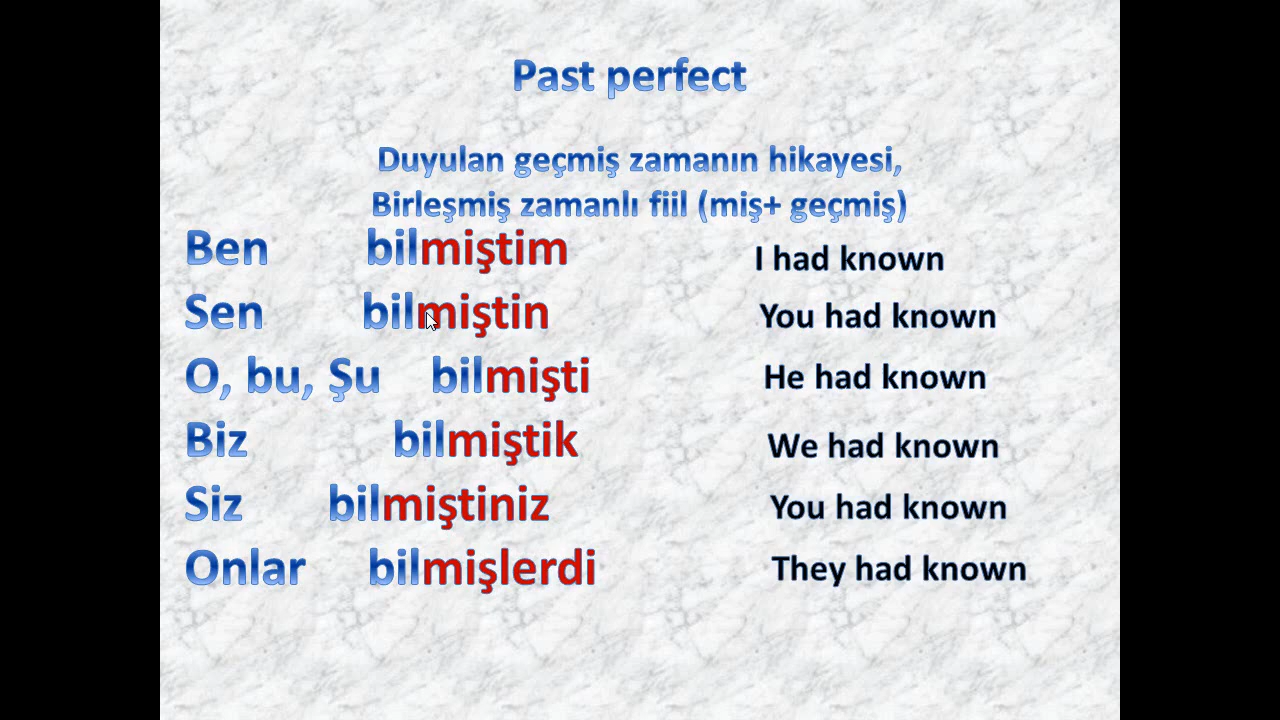 Past perfect
Duyulan geçmiş zamanın hikayesi,
Birleşmiş zamanlı fiil (miş+ geçmiş)
Ben bilmiştim I had known
Sen bilmiştin You had known
O, bu, Şu bilmişti He had known
Biz bilmiştik We had known
Siz bilmiştiniz You had known
Onlar bilmişlerdi They had known